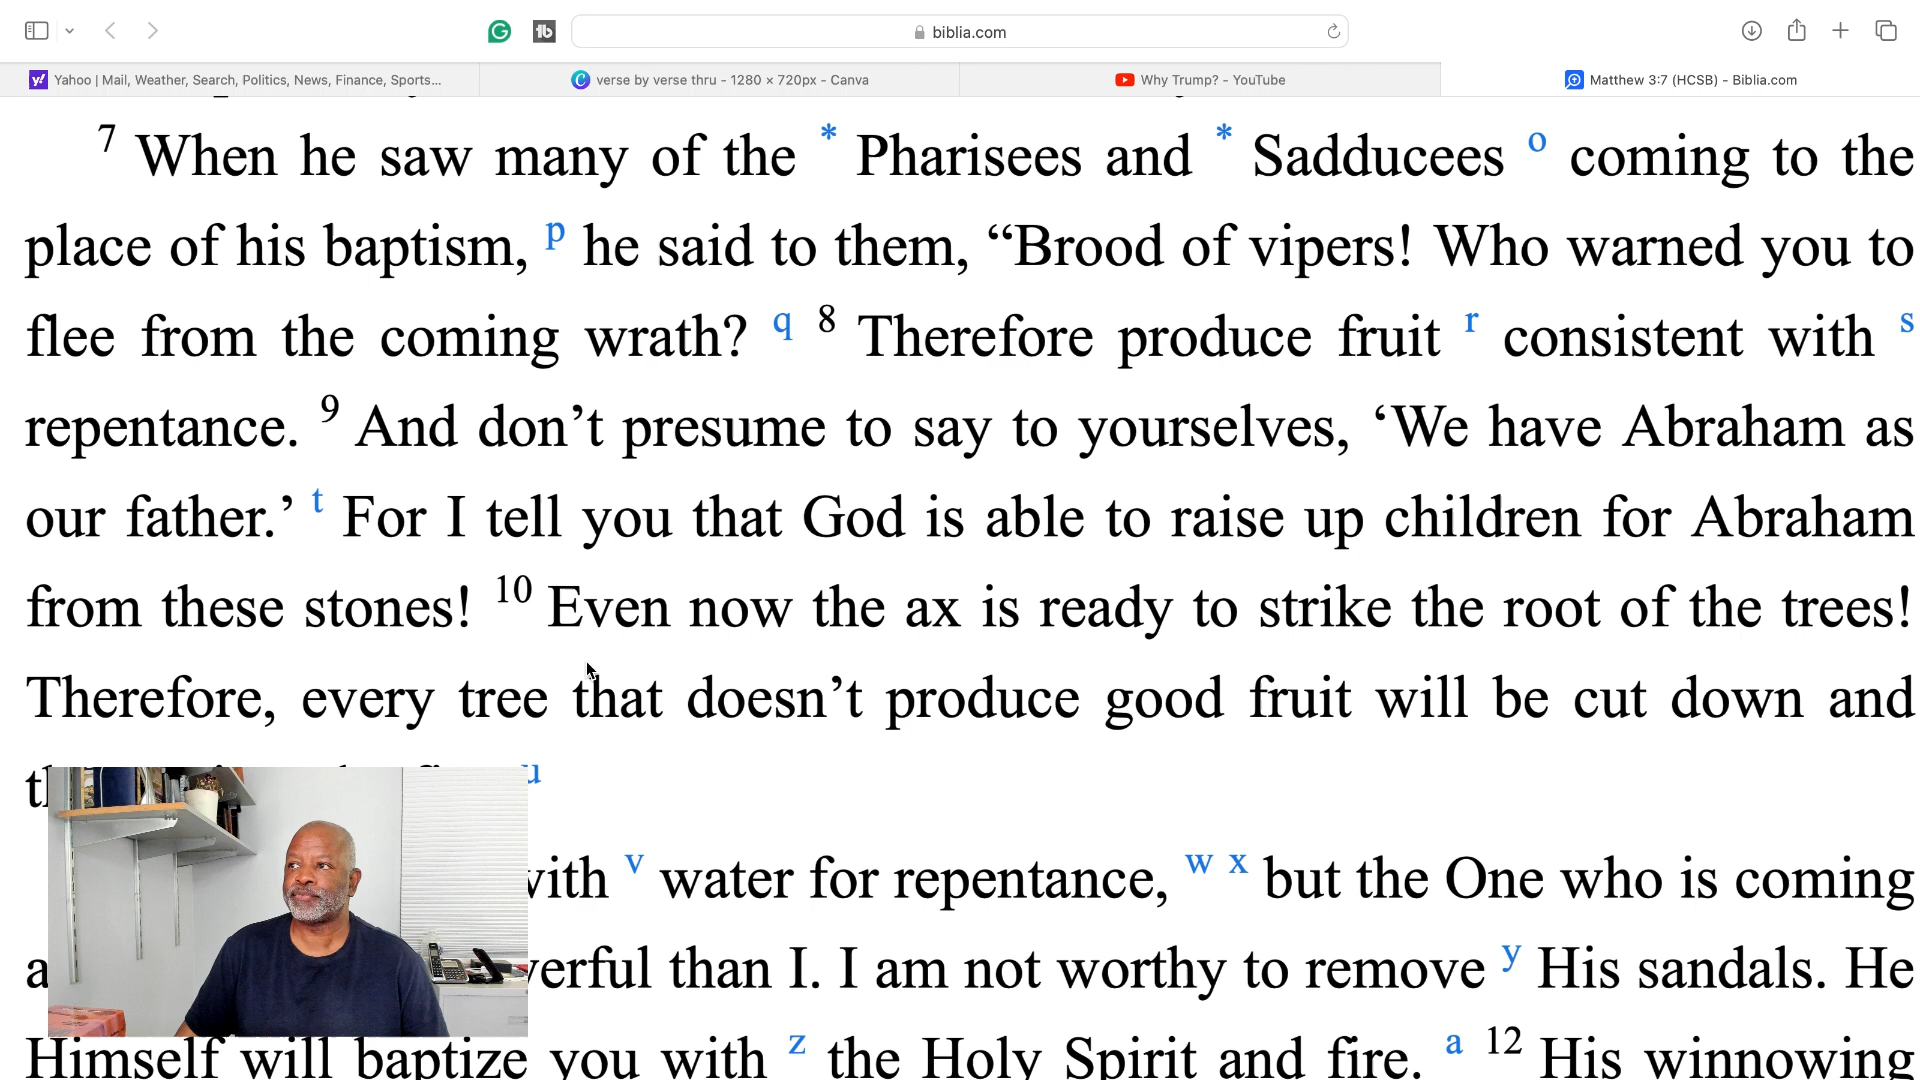 biblia.com
Yahoo | Mail, Weather, Search, Politics, News, Finance, Sports...
verse by verse thru - 1280 × 720px - Canva
Why Trump? - YouTube
Matthew 3:7 (HCSB) - Biblia.com
7 When he saw many of the * Pharisees and * Sadducees o coming to the
place of his baptism, p he said to them, “Brood of vipers! Who warned you to
flee from the coming wrath? q 8 Therefore produce fruit r consistent with s
repentance. 9 And don’t presume to say to yourselves, ‘We have Abraham as
our father.’ t For I tell you that God is able to raise up children for Abraham
from these stones! 10 Even now the ax is ready to strike the root of the trees!
Therefore, every tree that doesn’t produce good fruit will be cut down and
u
with v water for repentance, w x but the One who is coming
than I. I am not worthy to remove y His sandals. He
Himself will baptize you with z the Holy Spirit and fire. a 12 His winnowing